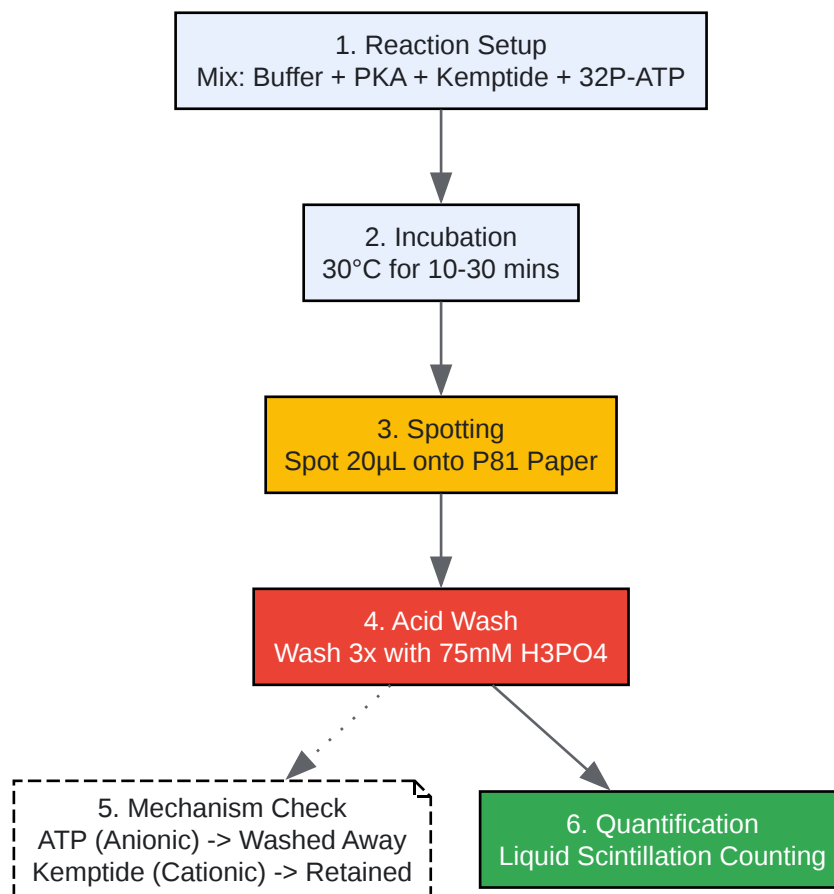 1. Reaction Setup
Mix: Buffer + PKA + Kemptide + 32P-ATP
2. Incubation
30°C for 10-30 mins
3. Spotting
Spot 20µL onto P81 Paper
4. Acid Wash
Wash 3x with 75mM H3PO4
5. Mechanism Check
ATP (Anionic) -> Washed Away
Kemptide (Cationic) -> Retained
6. Quantification
Liquid Scintillation Counting